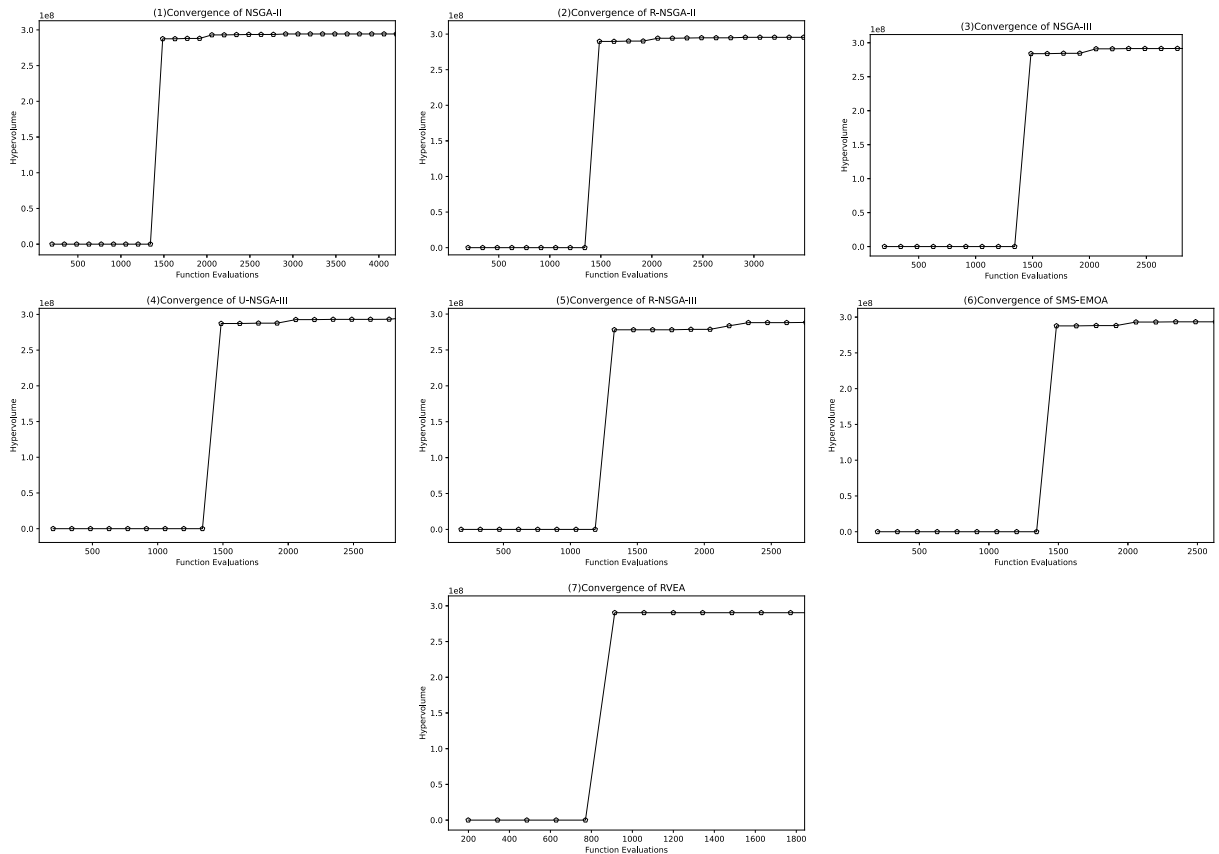 (1)Convergence of NSGA-II
1e8
3.0
2.5
2.0
1.5
1.0
0.5
0.0
Hypervolume
500 1000 1500 2000 2500 3000 3500 4000
Function Evaluations
(2)Convergence of R-NSGA-II
1e8
3.0
2.5
2.0
1.5
1.0
0.5
0.0
Hypervolume
500 1000 1500 2000 2500 3000
Function Evaluations
(3)Convergence of NSGA-III
1e8
3.0
2.5
2.0
1.5
1.0
0.5
0.0
Hypervolume
500 1000 1500 2000 2500
Function Evaluations
(4)Convergence of U-NSGA-III
1e8
3.0
2.5
2.0
1.5
1.0
0.5
0.0
Hypervolume
500 1000 1500 2000 2500
Function Evaluations
(5)Convergence of R-NSGA-III
1e8
3.0
2.5
2.0
1.5
1.0
0.5
0.0
Hypervolume
500 1000 1500 2000 2500
Function Evaluations
(6)Convergence of SMS-EMOA
1e8
3.0
2.5
2.0
1.5
1.0
0.5
0.0
Hypervolume
500 1000 1500 2000 2500
Function Evaluations
(7)Convergence of RVEA
1e8
3.0
2.5
2.0
1.5
1.0
0.5
0.0
Hypervolume
200 400 600 800 1000 1200 1400 1600 1800
Function Evaluations